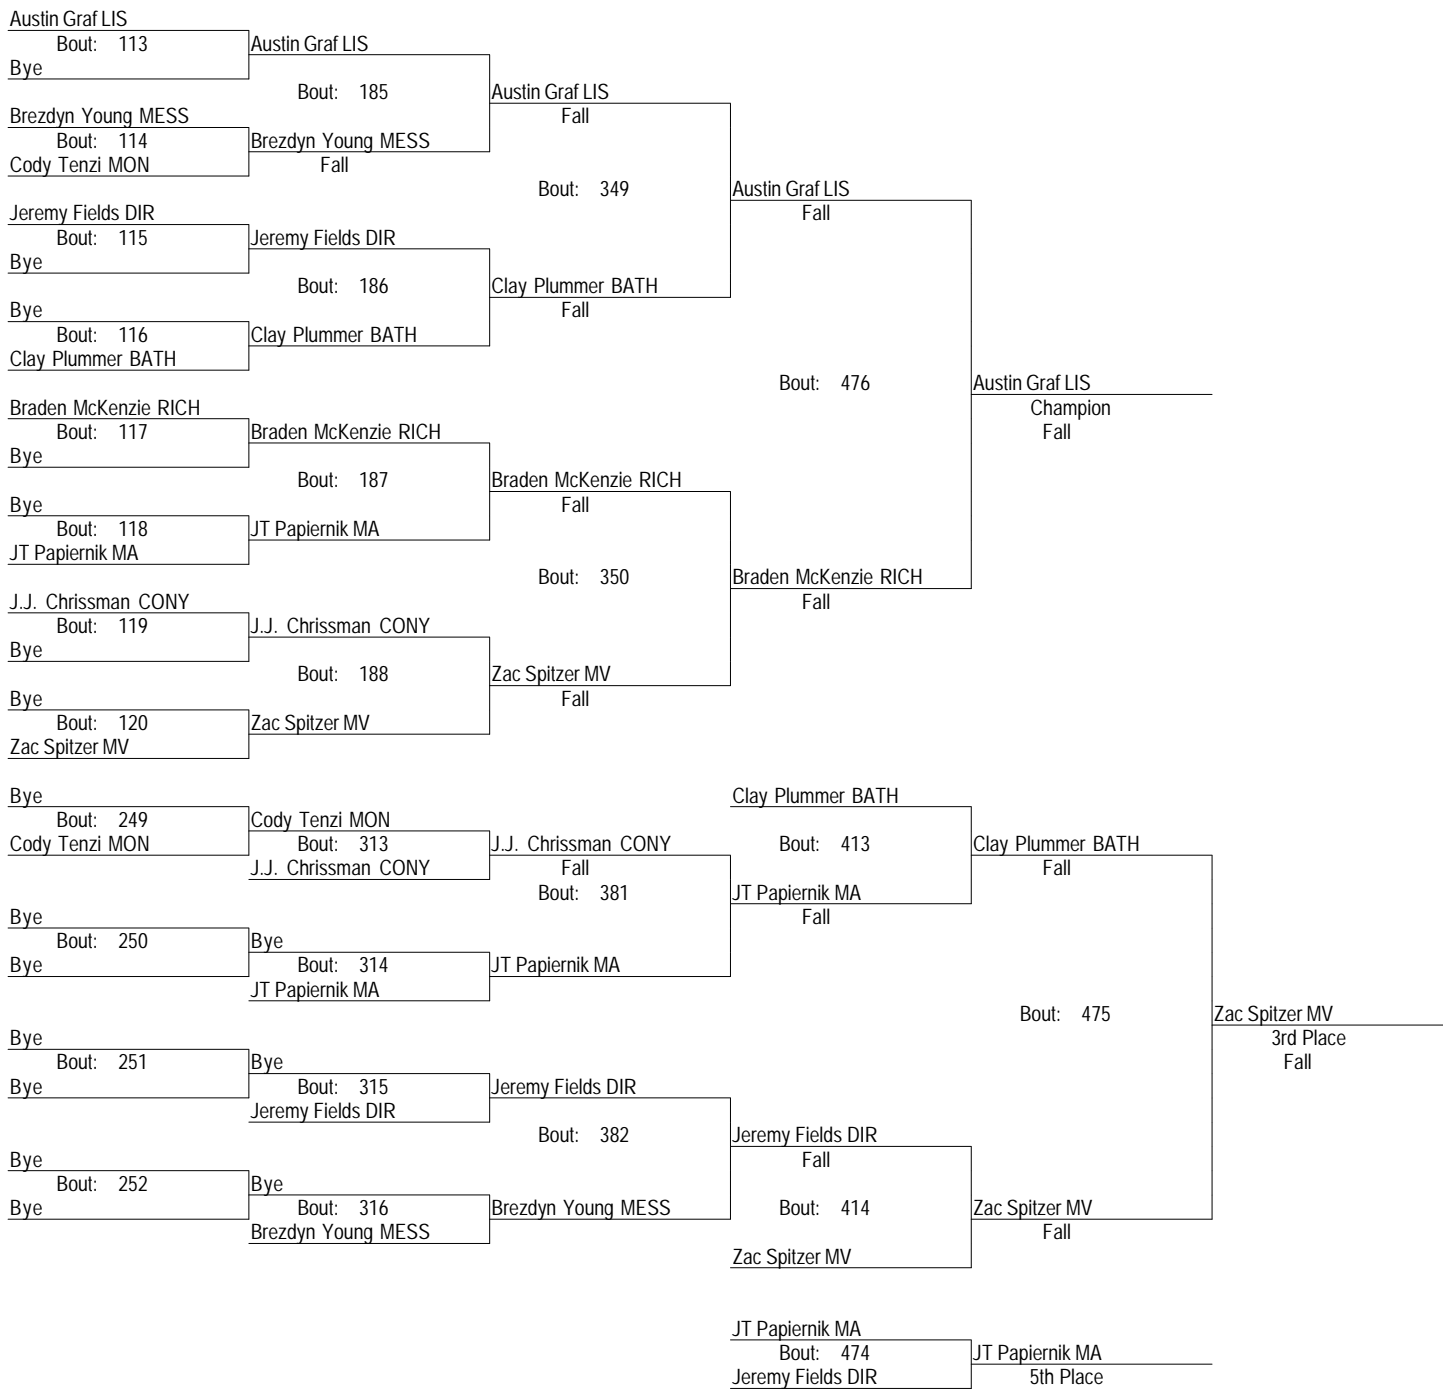 Austin Graf LIS
Bout: 113
Austin Graf LIS
Bye
Bout: 185
Austin Graf LIS
Fall
Brezdyn Young MESS
Bout: 114
Brezdyn Young MESS
Cody Tenzi MON
Fall
Bout: 349
Austin Graf LIS
Fall
Jeremy Fields DIR
Bout: 115
Jeremy Fields DIR
Bye
Bout: 186
Clay Plummer BATH
Fall
Bye
Bout: 116
Clay Plummer BATH
Clay Plummer BATH
Bout: 476
Austin Graf LIS
Champion
Fall
Braden McKenzie RICH
Bout: 117
Braden McKenzie RICH
Bye
Bout: 187
Braden McKenzie RICH
Fall
Bye
Bout: 118
JT Papiernik MA
JT Papiernik MA
Bout: 350
Braden McKenzie RICH
Fall
J.J. Chrissman CONY
Bout: 119
J.J. Chrissman CONY
Bye
Bout: 188
Zac Spitzer MV
Fall
Bye
Bout: 120
Zac Spitzer MV
Zac Spitzer MV
Bye
Clay Plummer BATH
Bout: 249
Cody Tenzi MON
Cody Tenzi MON
Bout: 313
J.J. Chrissman CONY
Bout: 413
Clay Plummer BATH
J.J. Chrissman CONY
Fall
Fall
Bout: 381
JT Papiernik MA
Fall
Bye
Bout: 250
Bye
Bye
Bout: 314
JT Papiernik MA
JT Papiernik MA
Bout: 475
Zac Spitzer MV
3rd Place
Fall
Bye
Bout: 251
Bye
Bye
Bout: 315
Jeremy Fields DIR
Jeremy Fields DIR
Bout: 382
Jeremy Fields DIR
Fall
Bye
Bout: 252
Bye
Bye
Bout: 316
Brezdyn Young MESS
Bout: 414
Zac Spitzer MV
Brezdyn Young MESS
Fall
Zac Spitzer MV
JT Papiernik MA
Bout: 474
JT Papiernik MA
Jeremy Fields DIR
5th Place